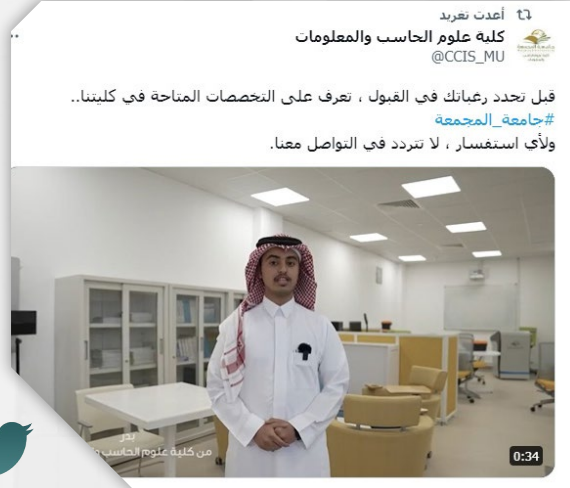 أعدت تغريد
كلية علوم الحاسب والمعلومات
@CCIS_MU
قبل تحدد رغباتك في القبول ، تعرف على التخصصات المتاحة في كليتنا..
#جامعة_المجمعة
ولأي استفسار ، لا تتردد في التواصل معنا.
بدر
من كلية علوم الحاسب
0:34